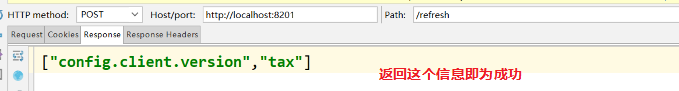 HTTP method: POST Host/port: http://localhost:8201 Path: /refresh
Request Cookies Response Response Headers
["config.client.version","tax"]
返回这个信息即为成功